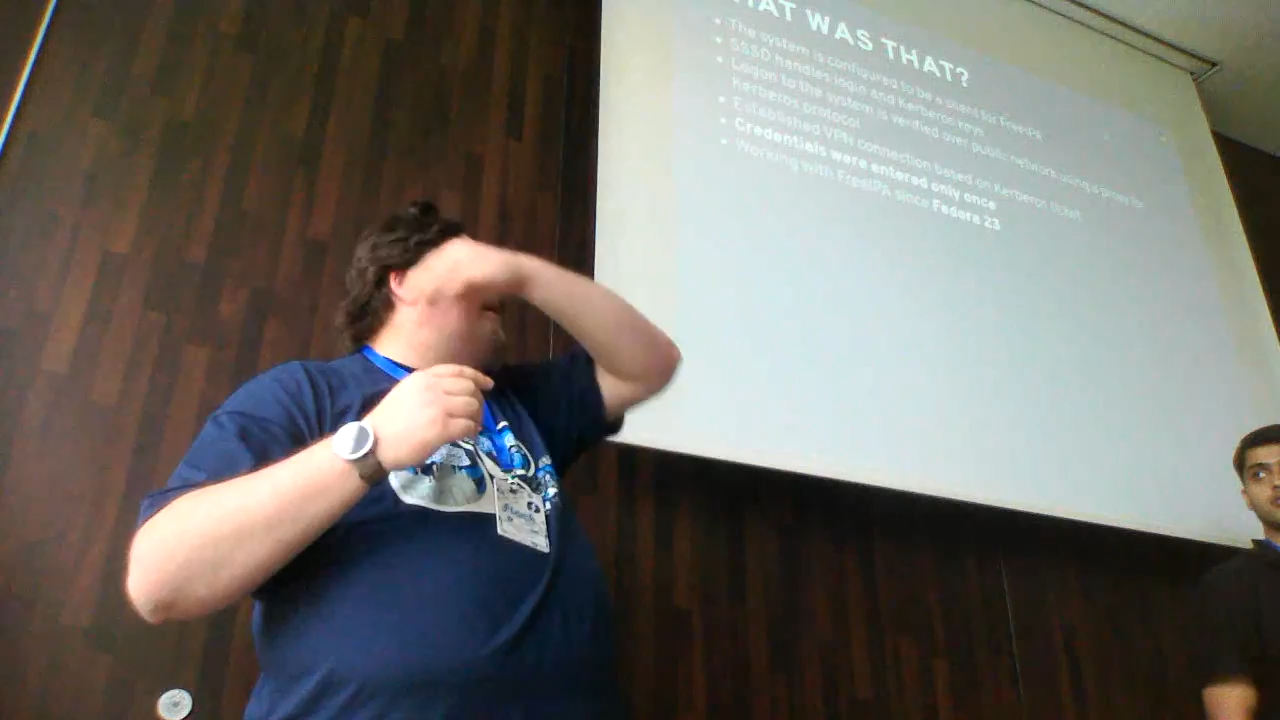 HAT WAS THAT?
• The system is configured to be a client for FreeIPA
• SSSD handles login and Kerberos keys
• Logon to the system is verified over public network using a proxy for
Kerberos protocol
• Established VPN connection based on Kerberos ticket
• Credentials were entered only once
• Working with FreeIPA since Fedora 23